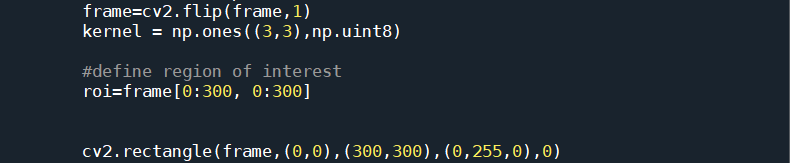 frame=cv2.flip(frame,1)
kernel = np.ones((3,3),np.uint8)
#define region of interest
roi=frame[0:300, 0:300]
cv2.rectangle(frame,(0,0),(300,300),(0,255,0),0)